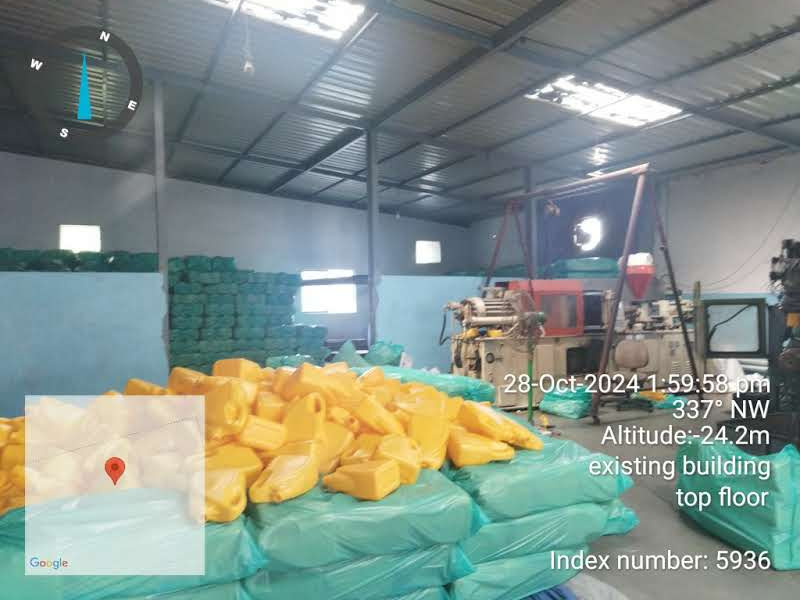 N
W
E
S
28-Oct-2024 1:59:58 pm
337° NW
Altitude:-24.2m
existing building
top floor
Google
Index number: 5936